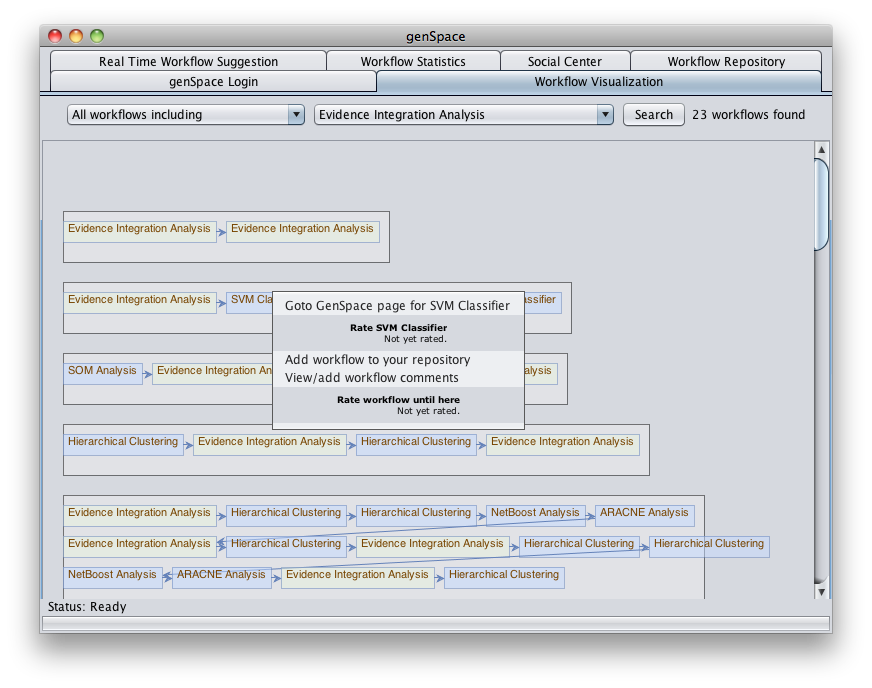 genSpace
Real Time Workflow Suggestion Workflow Statistics Social Center Workflow Repository
genSpace Login Workflow Visualization
All workflows including Evidence Integration Analysis Search 23 workflows found
Evidence Integration Analysis Evidence Integration Analysis
Evidence Integration Analysis SVM Cla ssifier
Goto GenSpace page for SVM Classifier
Rate SVM Classifier
Not yet rated.
Add workflow to your repository
View/add workflow comments
Rate workflow until here
Not yet rated.
SOM Analysis Evidence Integration An alysis
Hierarchical Clustering Evidence Integration Analysis Hierarchical Clustering Evidence Integration Analysis
Evidence Integration Analysis Hierarchical Clustering Hierarchical Clustering NetBoost Analysis ARACNE Analysis
Evidence Integration Analysis Hierarchical Clustering Evidence Integration Analysis Hierarchical Clustering Hierarchical Clustering
NetBoost Analysis ARACNE Analysis Evidence Integration Analysis Hierarchical Clustering
Status: Ready